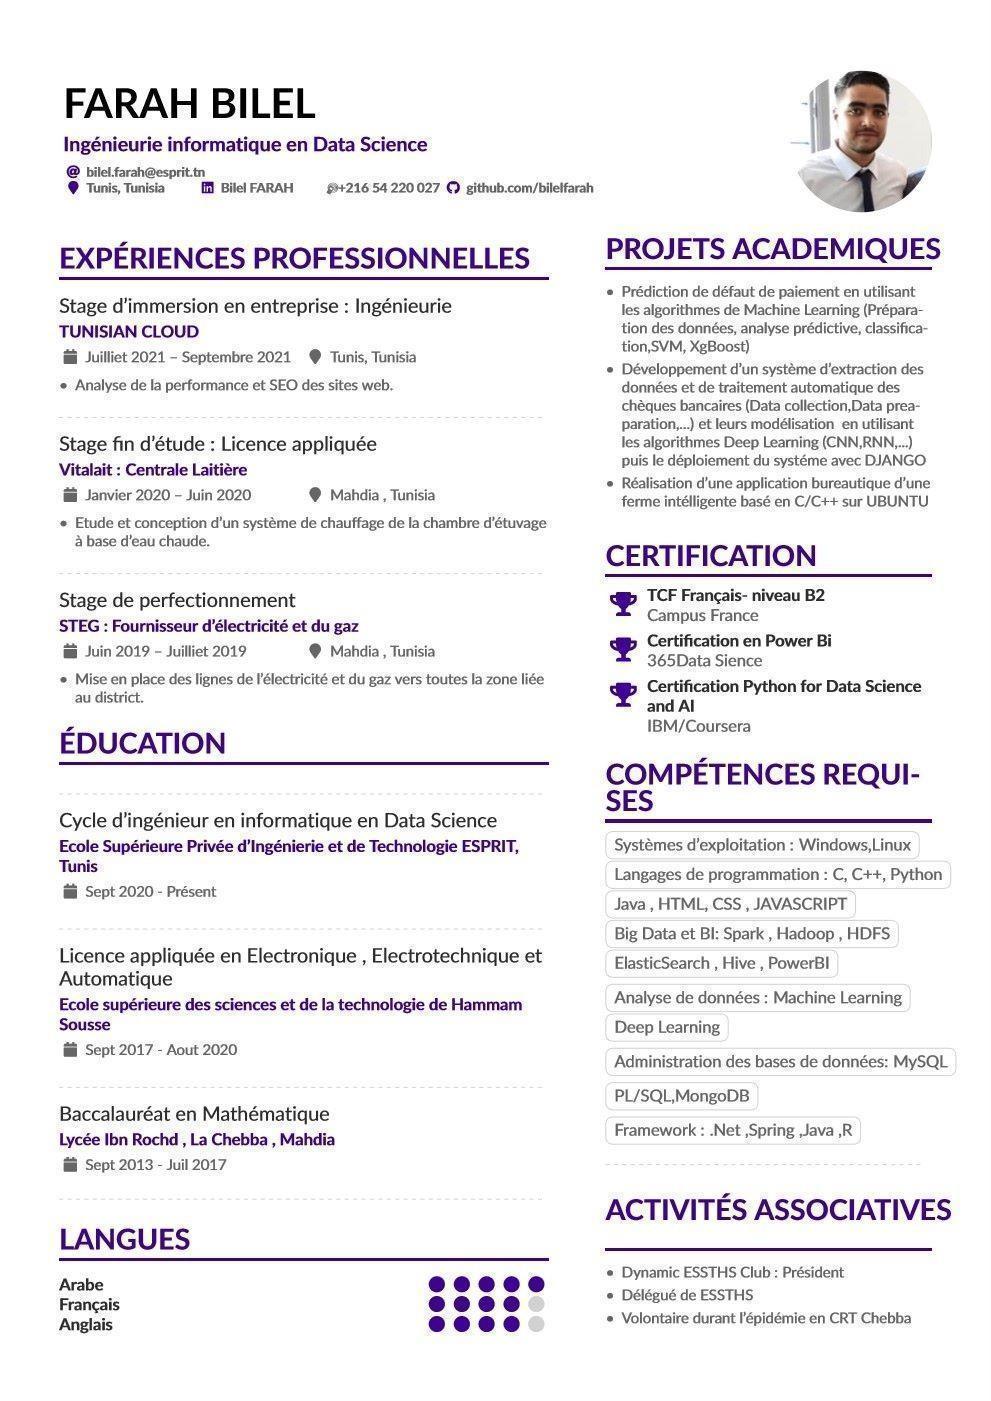 FARAH BILEL
Ingénieurie informatique en Data Science
bilel.farah@esprit.tn
Tunis, Tunisia Bilel FARAH +216 54 220 027 github.com/bilelfarah
EXPÉRIENCES PROFESSIONNELLES
Stage d’immersion en entreprise : Ingénieurie
TUNISIAN CLOUD
Juilliet 2021 – Septembre 2021 Tunis, Tunisia
• Analyse de la performance et SEO des sites web.
Stage fin d’étude : Licence appliquée
Vitalait : Centrale Laitière
Janvier 2020 – Juin 2020 Mahdia , Tunisia
• Etude et conception d’un système de chauffage de la chambre d’étuvage
à base d’eau chaude.
Stage de perfectionnement
STEG : Fournisseur d’électricité et du gaz
Juin 2019 – Juilliet 2019 Mahdia , Tunisia
• Mise en place des lignes de l’électricité et du gaz vers toutes la zone liée
au district.
ÉDUCATION
Cycle d’ingénieur en informatique en Data Science
Ecole Supérieure Privée d’Ingénierie et de Technologie ESPRIT,
Tunis
Sept 2020 - Présent
Licence appliquée en Electronique , Electrotechnique et
Automatique
Ecole supérieure des sciences et de la technologie de Hammam
Sousse
Sept 2017 - Aout 2020
Baccalauréat en Mathématique
Lycée Ibn Rochd , La Chebba , Mahdia
Sept 2013 - Juil 2017
LANGUES
Arabe
Français
Anglais
PROJETS ACADEMIQUES
• Prédiction de défaut de paiement en utilisant
les algorithmes de Machine Learning (Prépara-
tion des données, analyse prédictive, classifica-
tion,SVM, XgBoost)
• Développement d’un système d’extraction des
données et de traitement automatique des
chèques bancaires (Data collection,Data prea-
paration,...) et leurs modélisation en utilisant
les algorithmes Deep Learning (CNN,RNN,...)
puis le déploiement du systéme avec DJANGO
• Réalisation d’une application bureautique d’une
ferme intélligente basé en C/C++ sur UBUNTU
CERTIFICATION
TCF Français- niveau B2
Campus France
Certification en Power Bi
365Data Sience
Certification Python for Data Science
and AI
IBM/Coursera
COMPÉTENCES REQUI-
SES
Systèmes d’exploitation : Windows,Linux
Langages de programmation : C, C++, Python
Java , HTML, CSS , JAVASCRIPT
Big Data et BI: Spark , Hadoop , HDFS
ElasticSearch , Hive , PowerBI
Analyse de données : Machine Learning
Deep Learning
Administration des bases de données: MySQL
PL/SQL,MongoDB
Framework : .Net ,Spring ,Java ,R
ACTIVITÉS ASSOCIATIVES
• Dynamic ESSTHS Club : Président
• Délégué de ESSTHS
• Volontaire durant l’épidémie en CRT Chebba